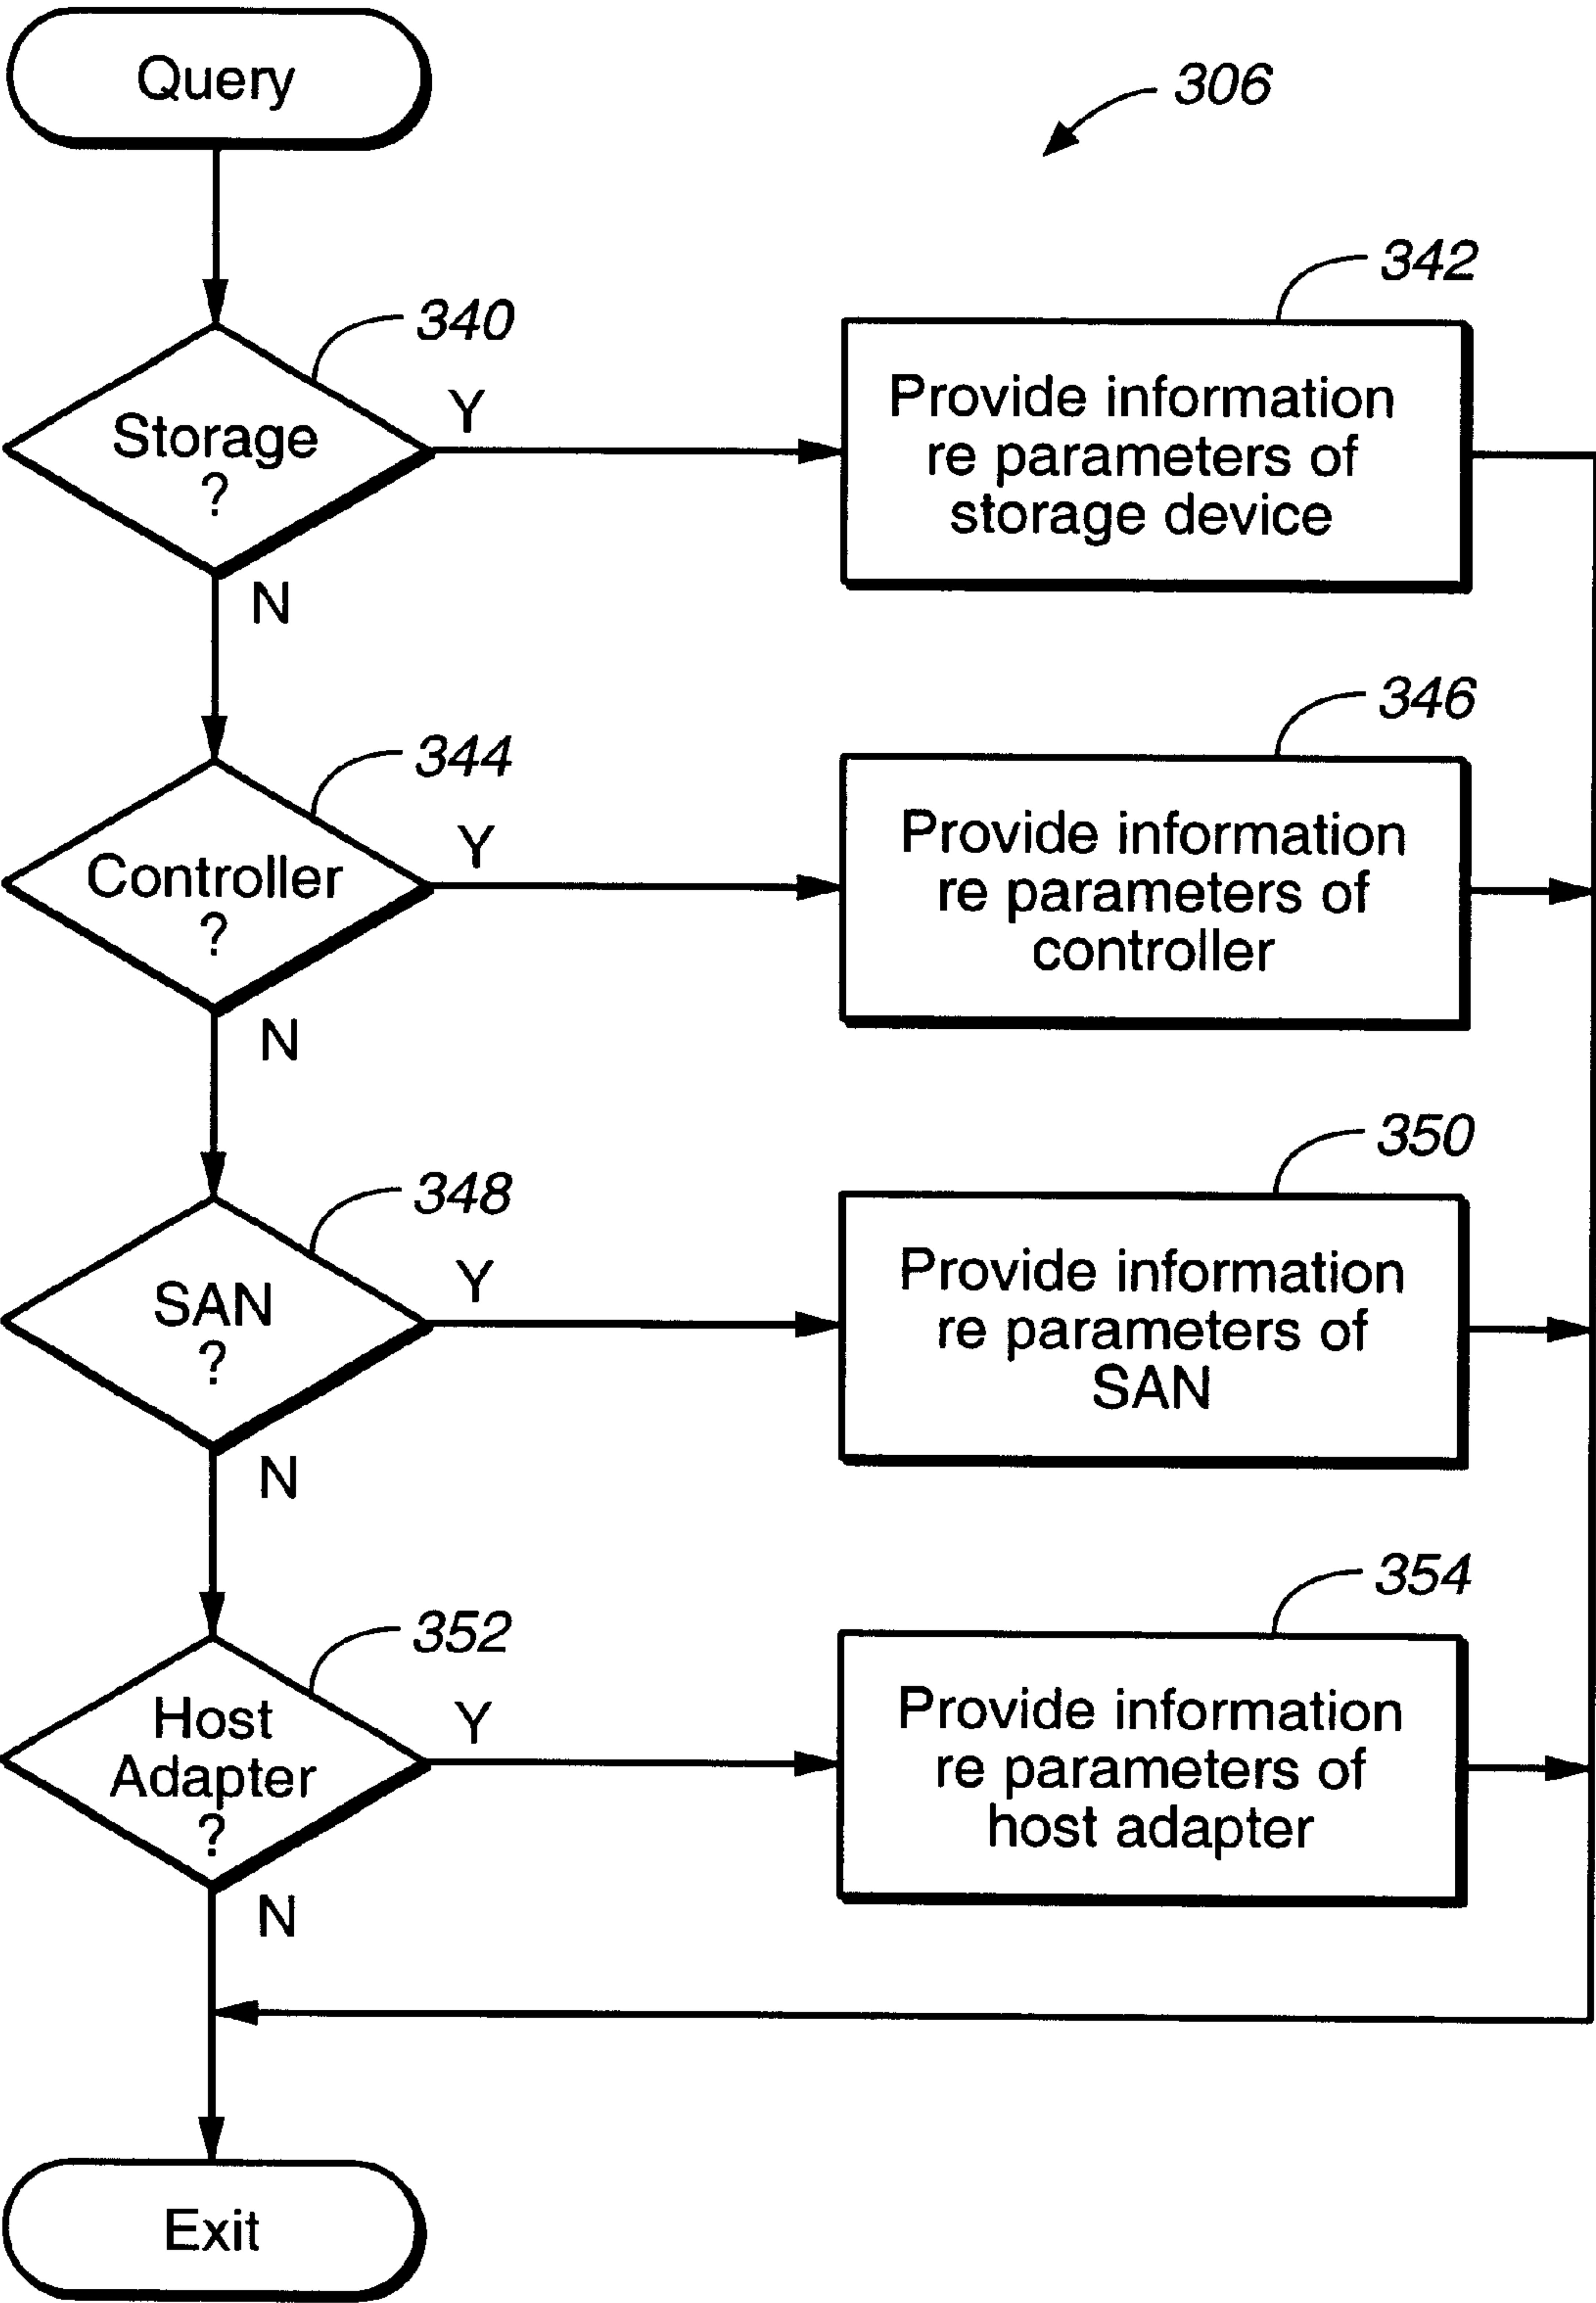 Query
306
340
Storage
?
Y
N
342
Provide information
re parameters of
storage device
344
Controller
?
Y
N
346
Provide information
re parameters of
controller
348
SAN
?
Y
N
350
Provide information
re parameters of
SAN
352
Host
Adapter
?
Y
N
354
Provide information
re parameters of
host adapter
Exit